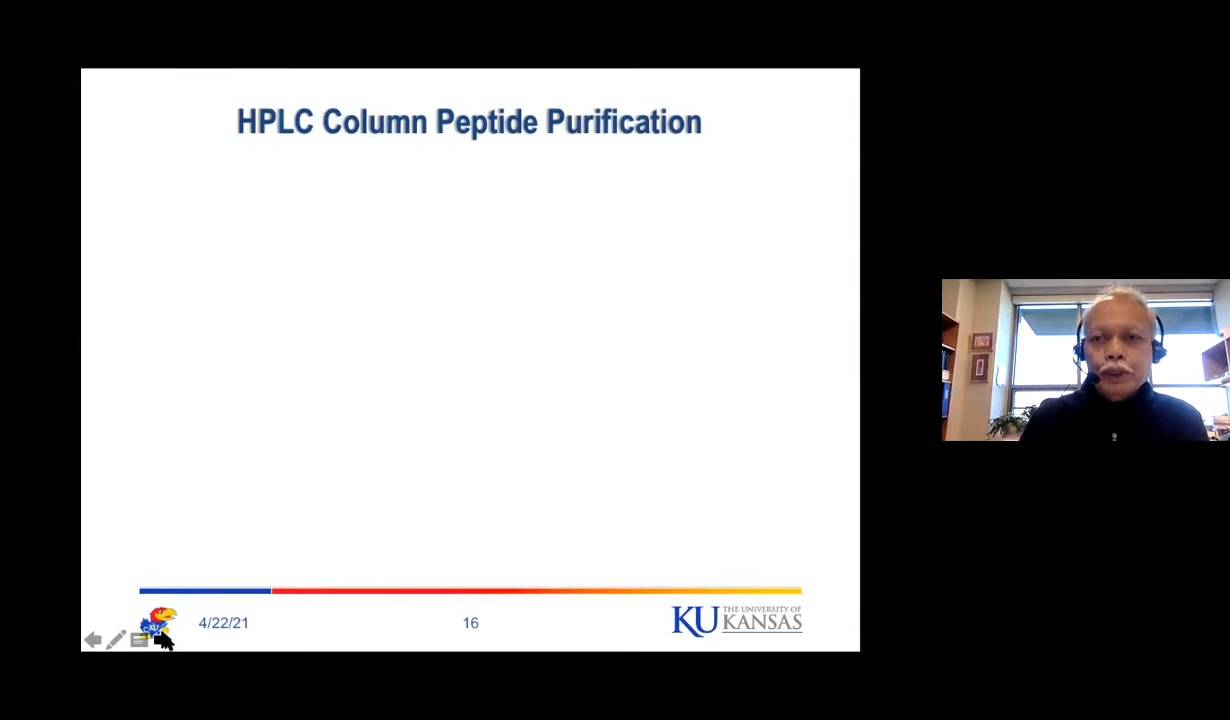 HPLC Column Peptide Purification
4/22/21
16
KU THE UNIVERSITY OF
KANSAS